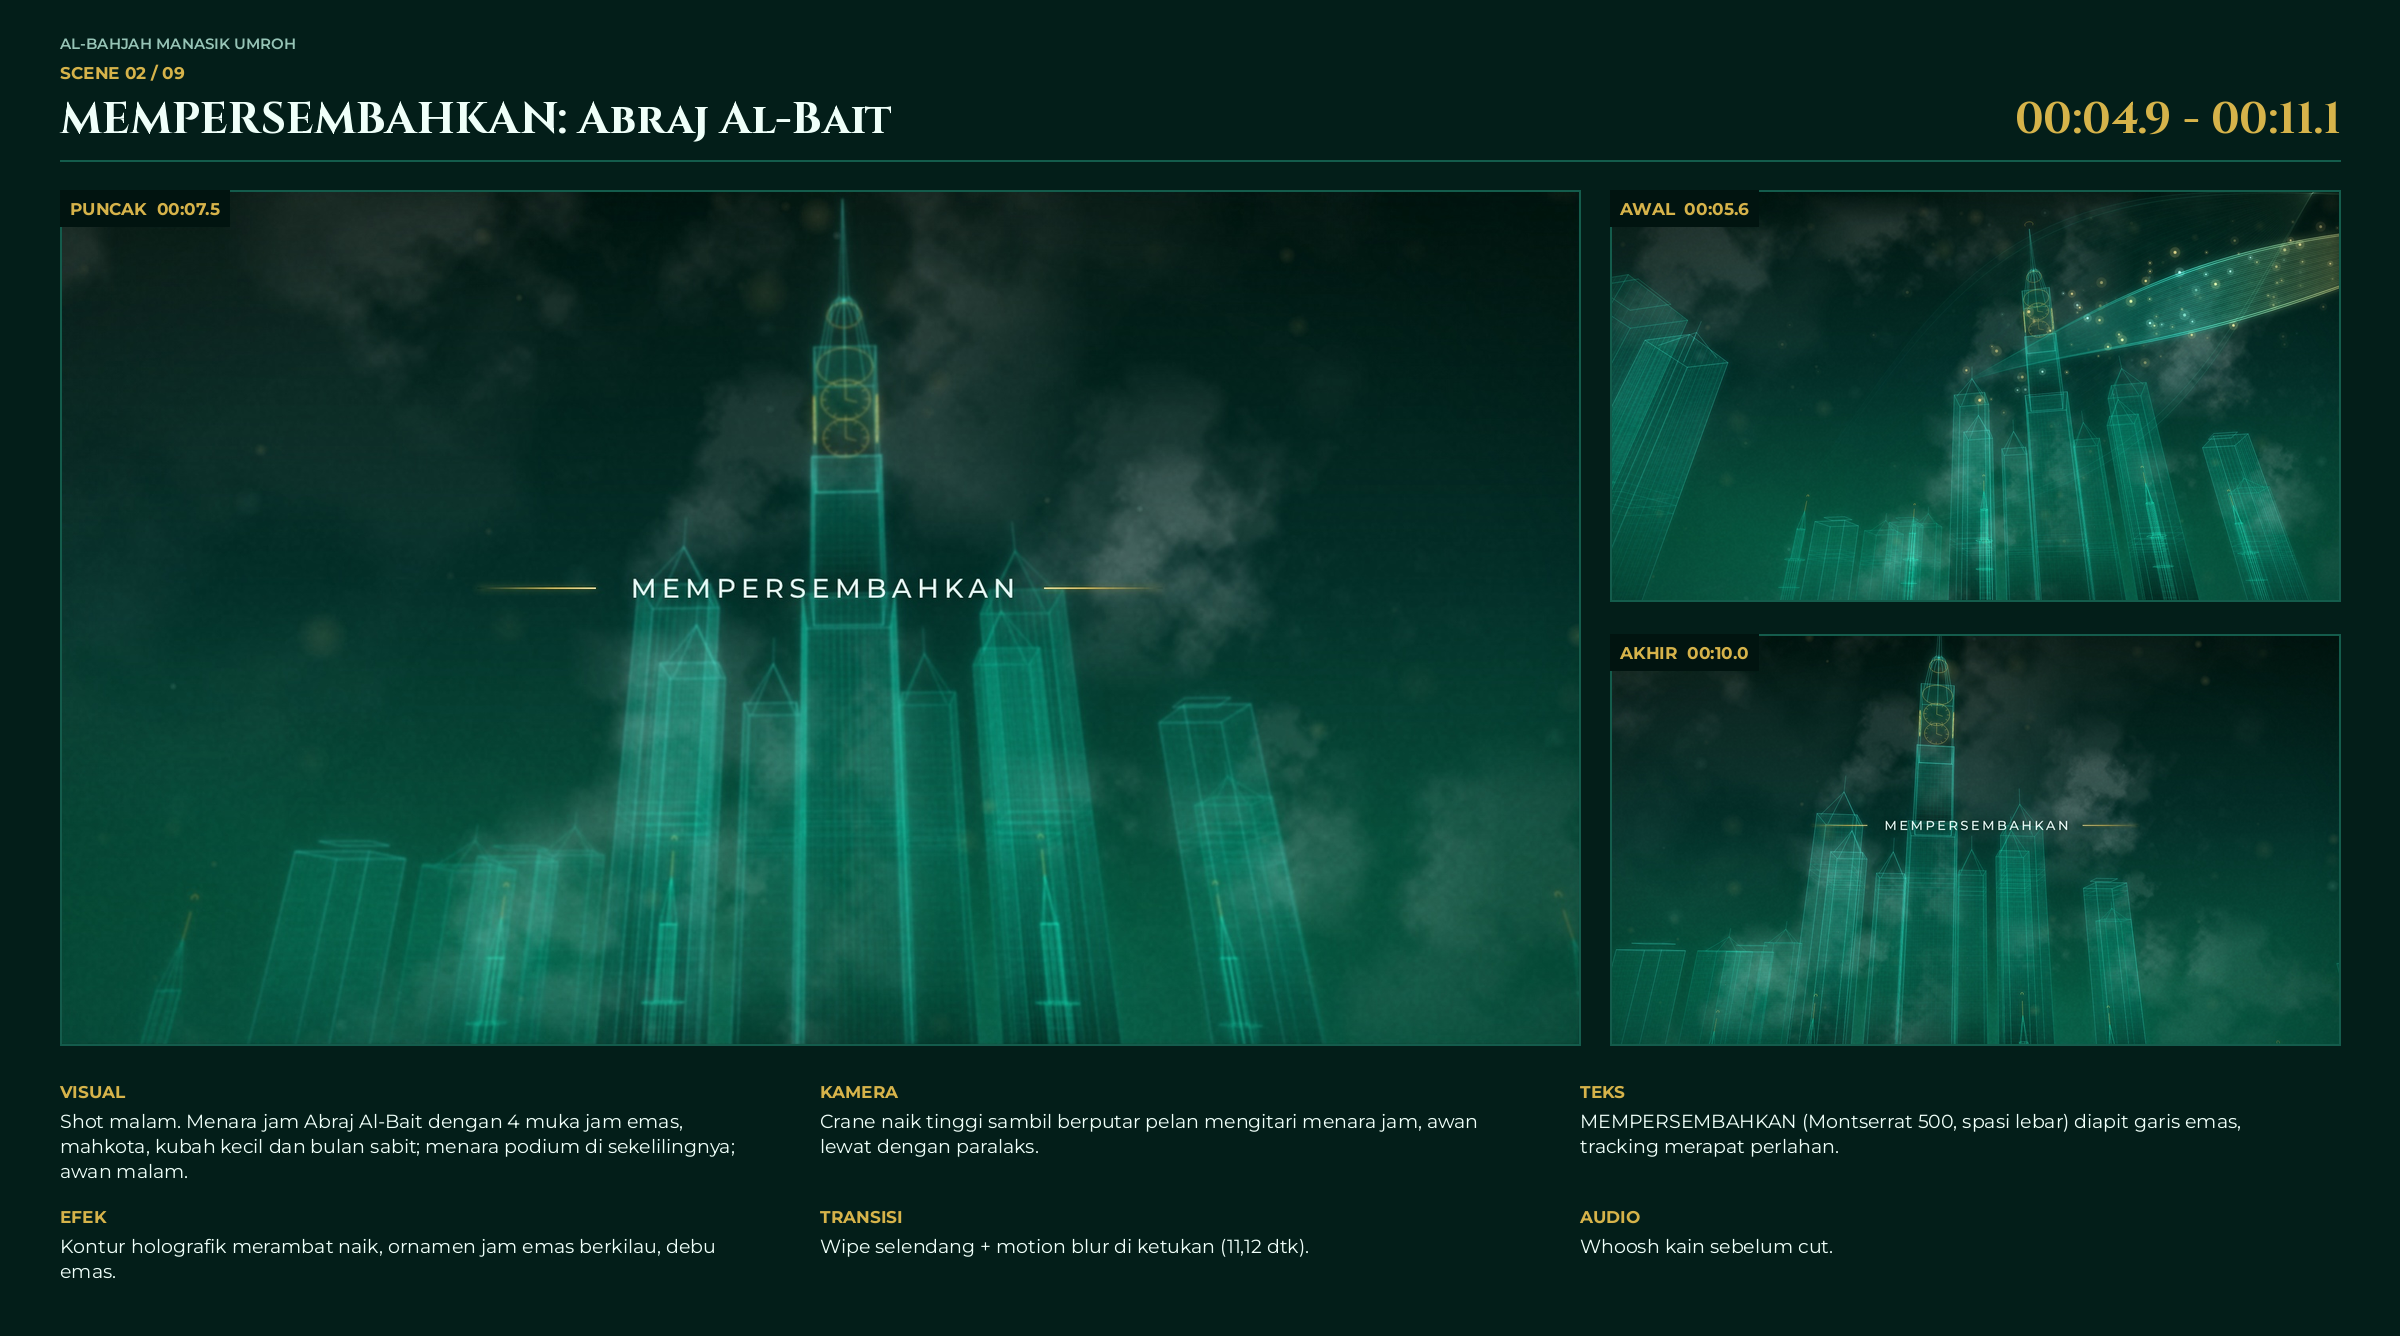 AL-BAHJAH MANASIK UMROH
SCENE 02 / 09
MEMPERSEMBAHKAN: Abraj Al-Bait
00:04.9 - 00:11.1
PUNCAK 00:07.5
MEMPERSEMBAHKAN
AWAL 00:05.6
AKHIR 00:10.0
MEMPERSEMBAHKAN
VISUAL
Shot malam. Menara jam Abraj Al-Bait dengan 4 muka jam emas,
mahkota, kubah kecil dan bulan sabit; menara podium di sekelilingnya;
awan malam.
KAMERA
Crane naik tinggi sambil berputar pelan mengitari menara jam, awan
lewat dengan paralaks.
TEKS
MEMPERSEMBAHKAN (Montserrat 500, spasi lebar) diapit garis emas,
tracking merapat perlahan.
EFEK
Kontur holografik merambat naik, ornamen jam emas berkilau, debu
emas.
TRANSISI
Wipe selendang + motion blur di ketukan (11,12 dtk).
AUDIO
Whoosh kain sebelum cut.